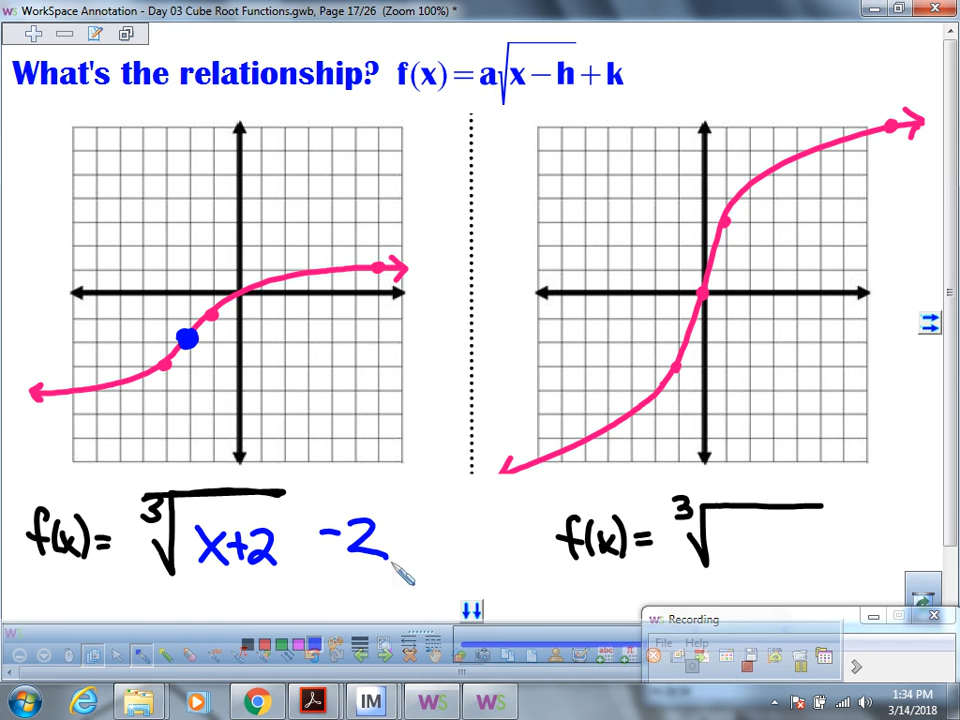 WorkSpace Annotation - Day 03 Cube Root Functions.gwb, Page 17/26 (Zoom 100%) *
What's the relationship? f(x) = a√x − h + k
f(x) = ∛x+2 -2
f(x) = ∛
Recording
File Help
abc
IM
WS
WS
1:34 PM
3/14/2018